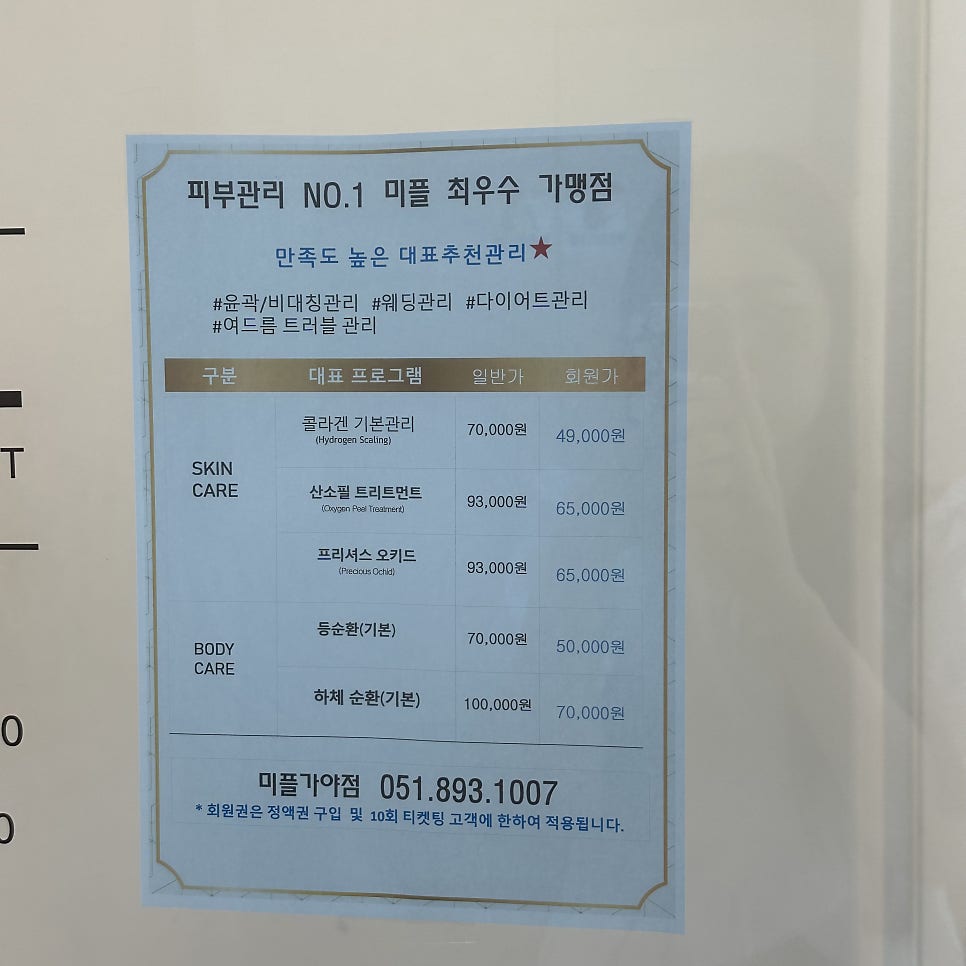 피부관리 NO.1 미플 최우수 가맹점
만족도 높은 대표추천관리★
#윤곽/비대칭관리 #웨딩관리 #다이어트관리
#여드름 트러블 관리
구분 대표 프로그램 일반가 회원가
SKIN
CARE
콜라겐 기본관리 70,000원 49,000원
(Hydrogen Scaling)
산소필 트리트먼트 93,000원 65,000원
(Oxygen Peel Treatment)
프리셔스 오키드 93,000원 65,000원
(Precious Ochid)
BODY
CARE
등순환(기본) 70,000원 50,000원
하체 순환(기본) 100,000원 70,000원
미플가야점 051.893.1007
* 회원권은 정액권 구입 및 10회 티켓팅 고객에 한하여 적용됩니다.
T
0
0